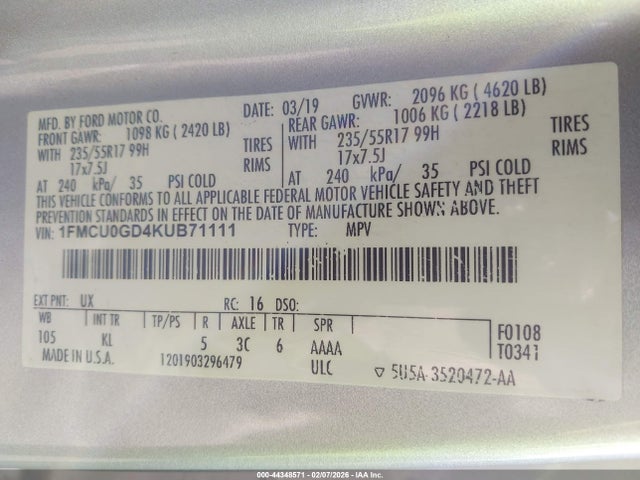 MFD. BY FORD MOTOR CO.
DATE: 03/19 GVWR: 2096 KG ( 4620 LB)
FRONT GAWR: 1098 KG ( 2420 LB) REAR GAWR: 1006 KG ( 2218 LB)
WITH 235/55R17 99H TIRES 235/55R17 99H TIRES
17x7.5J RIMS WITH 17x7.5J RIMS
AT 240 kPa/ 35 PSI COLD AT 240 kPa/ 35 PSI COLD
THIS VEHICLE CONFORMS TO ALL APPLICABLE FEDERAL MOTOR VEHICLE SAFETY AND THEFT
PREVENTION STANDARDS IN EFFECT ON THE DATE OF MANUFACTURE SHOWN ABOVE.
VIN: 1FMCU0GD4KUB71111 TYPE: MPV
EXT PNT: UX RC: 16 DSO:
WB INT TR TP/PS R AXLE TR SPR F0108
105 KL 5 3C 6 AAAA T0341
MADE IN U.S.A. 1201903296479 ULC ▽ 5U5A-3520472-AA
000-44348571 - 02/07/2026 - IAA Inc.